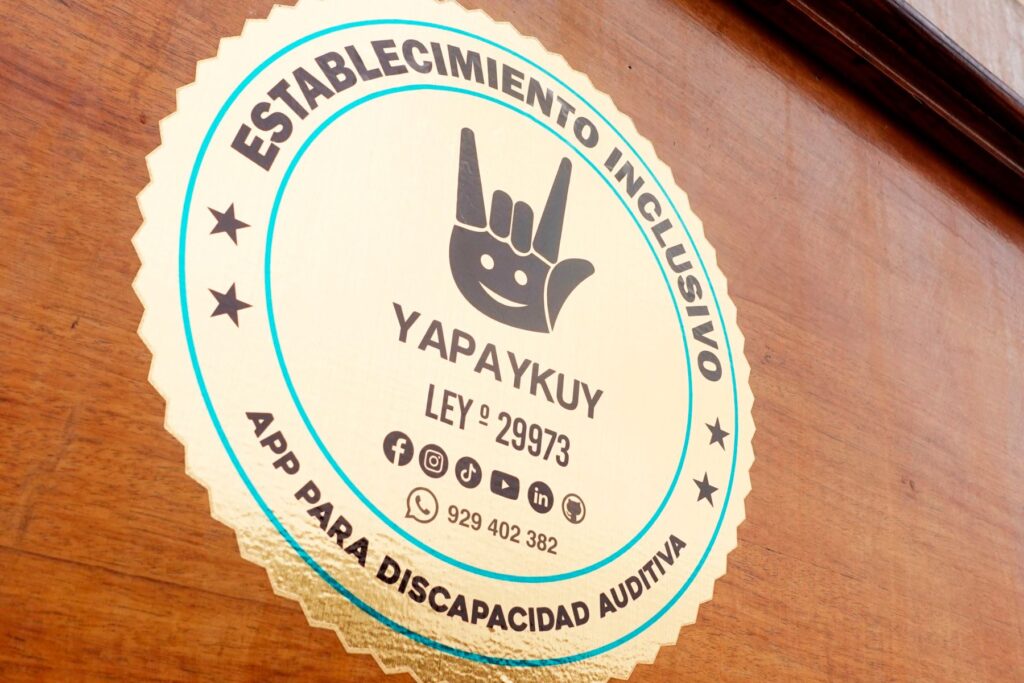 ESTABLECIMIENTO INCLUSIVO
YAPAYKUY
LEY º 29973
929 402 382
APP PARA DISCAPACIDAD AUDITIVA